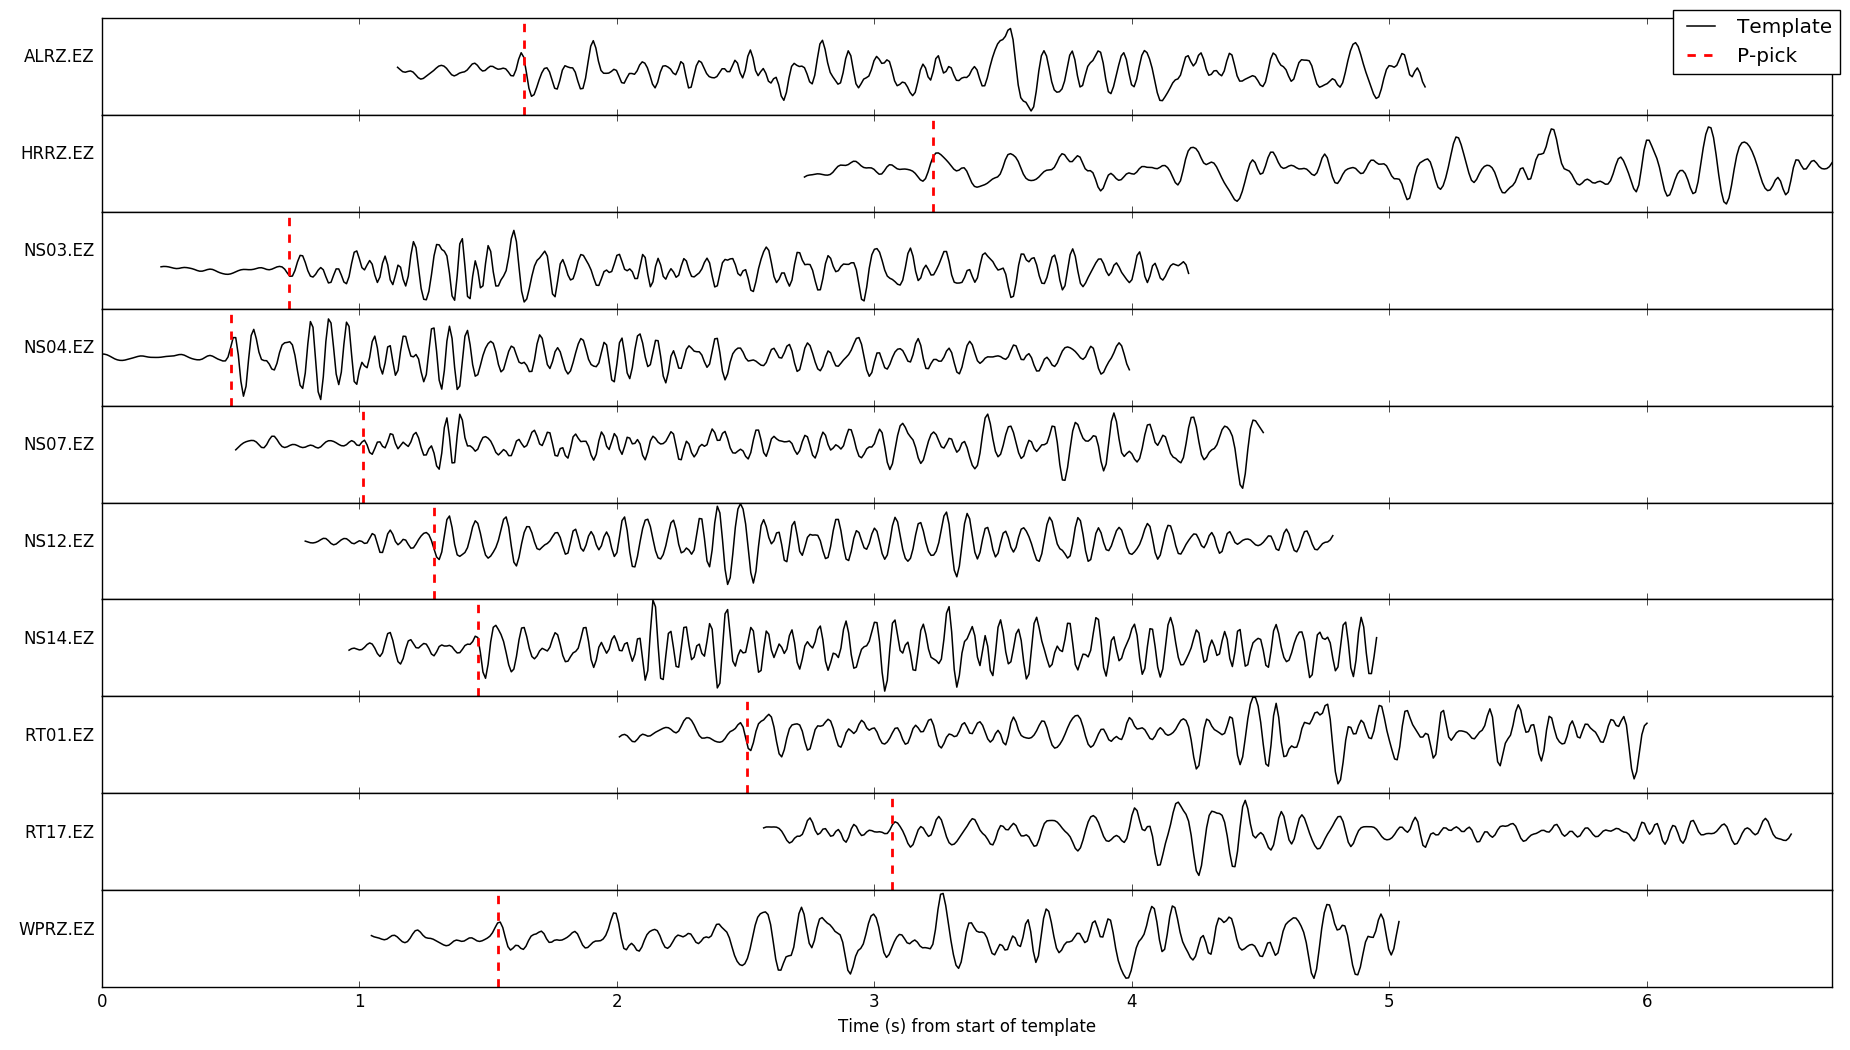 Template
P-pick
ALRZ.EZ
HRRZ.EZ
NS03.EZ
NS04.EZ
NS07.EZ
NS12.EZ
NS14.EZ
RT01.EZ
RT17.EZ
WPRZ.EZ
0 1 2 3 4 5 6
Time (s) from start of template